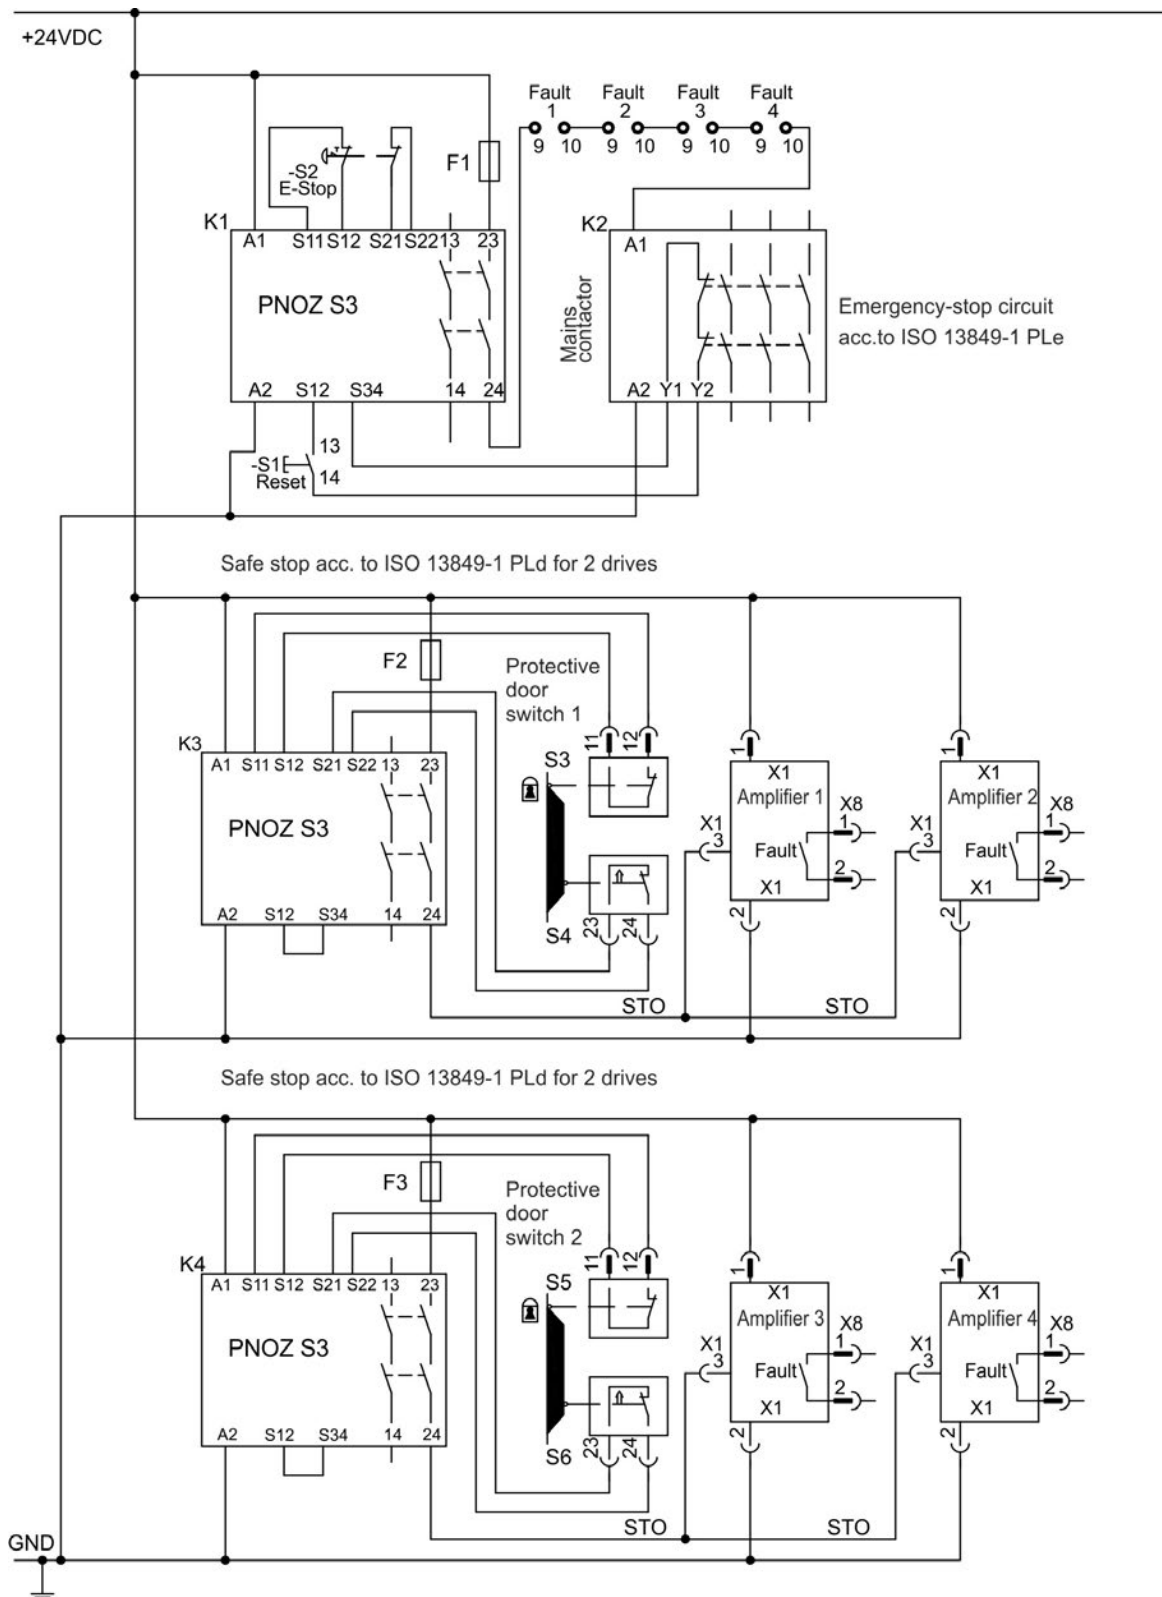 +24VDC
Fault Fault Fault Fault
1 2 3 4
9 10 9 10 9 10 9 10
-S2
E-Stop
F1
K1
A1 S11 S12 S21 S22 13 23
PNOZ S3
A2 S12 S34 14 24
K2
A1
Mains
contactor
A2 Y1 Y2
Emergency-stop circuit
acc.to ISO 13849-1 PLe
13
-S1
Reset
14
Safe stop acc. to ISO 13849-1 PLd for 2 drives
F2
Protective
door
switch 1
K3
A1 S11 S12 S21 S22 13 23
PNOZ S3
A2 S12 S34 14 24
11 12
S3
S4
23 24
1
X1
Amplifier 1
X8
1
X1
3
Fault
2
X1
2
1
X1
Amplifier 2
X8
1
X1
3
Fault
2
X1
2
STO STO
Safe stop acc. to ISO 13849-1 PLd for 2 drives
F3
Protective
door
switch 2
K4
A1 S11 S12 S21 S22 13 23
PNOZ S3
A2 S12 S34 14 24
11 12
S5
S6
23 24
1
X1
Amplifier 3
X8
1
X1
3
Fault
2
X1
2
1
X1
Amplifier 4
X8
1
X1
3
Fault
2
X1
2
STO STO
GND